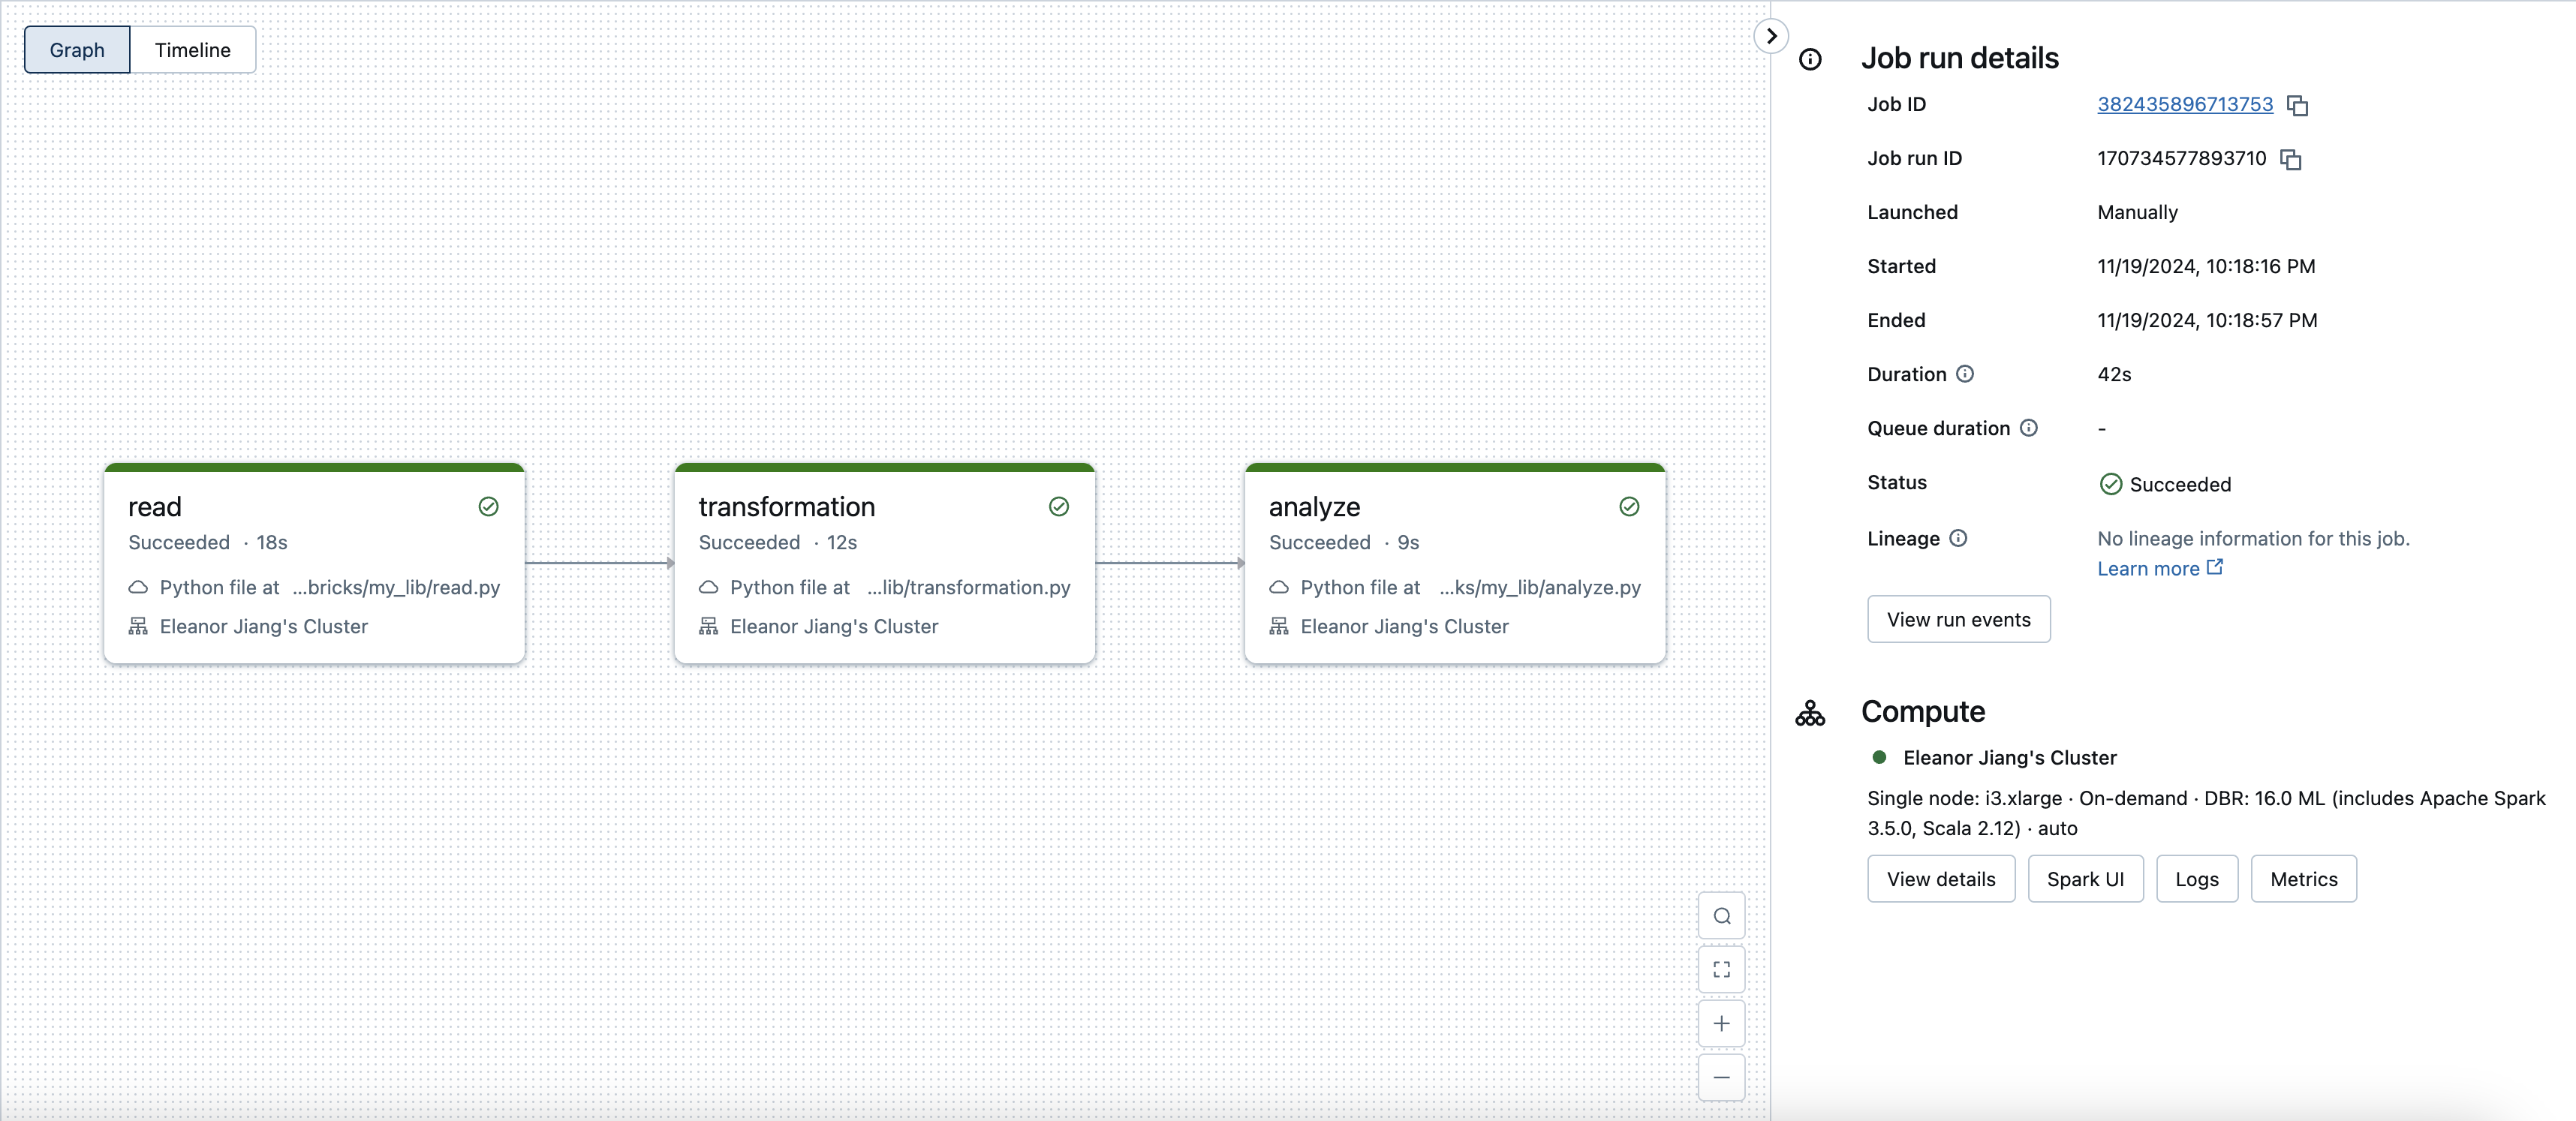 Graph Timeline
read
Succeeded · 18s
Python file at ...bricks/my_lib/read.py
Eleanor Jiang's Cluster
transformation
Succeeded · 12s
Python file at ...lib/transformation.py
Eleanor Jiang's Cluster
analyze
Succeeded · 9s
Python file at ...ks/my_lib/analyze.py
Eleanor Jiang's Cluster
Job run details
Job ID 382435896713753
Job run ID 170734577893710
Launched Manually
Started 11/19/2024, 10:18:16 PM
Ended 11/19/2024, 10:18:57 PM
Duration 42s
Queue duration -
Status Succeeded
Lineage No lineage information for this job.
Learn more
View run events
Compute
Eleanor Jiang's Cluster
Single node: i3.xlarge · On-demand · DBR: 16.0 ML (includes Apache Spark
3.5.0, Scala 2.12) · auto
View details Spark UI Logs Metrics